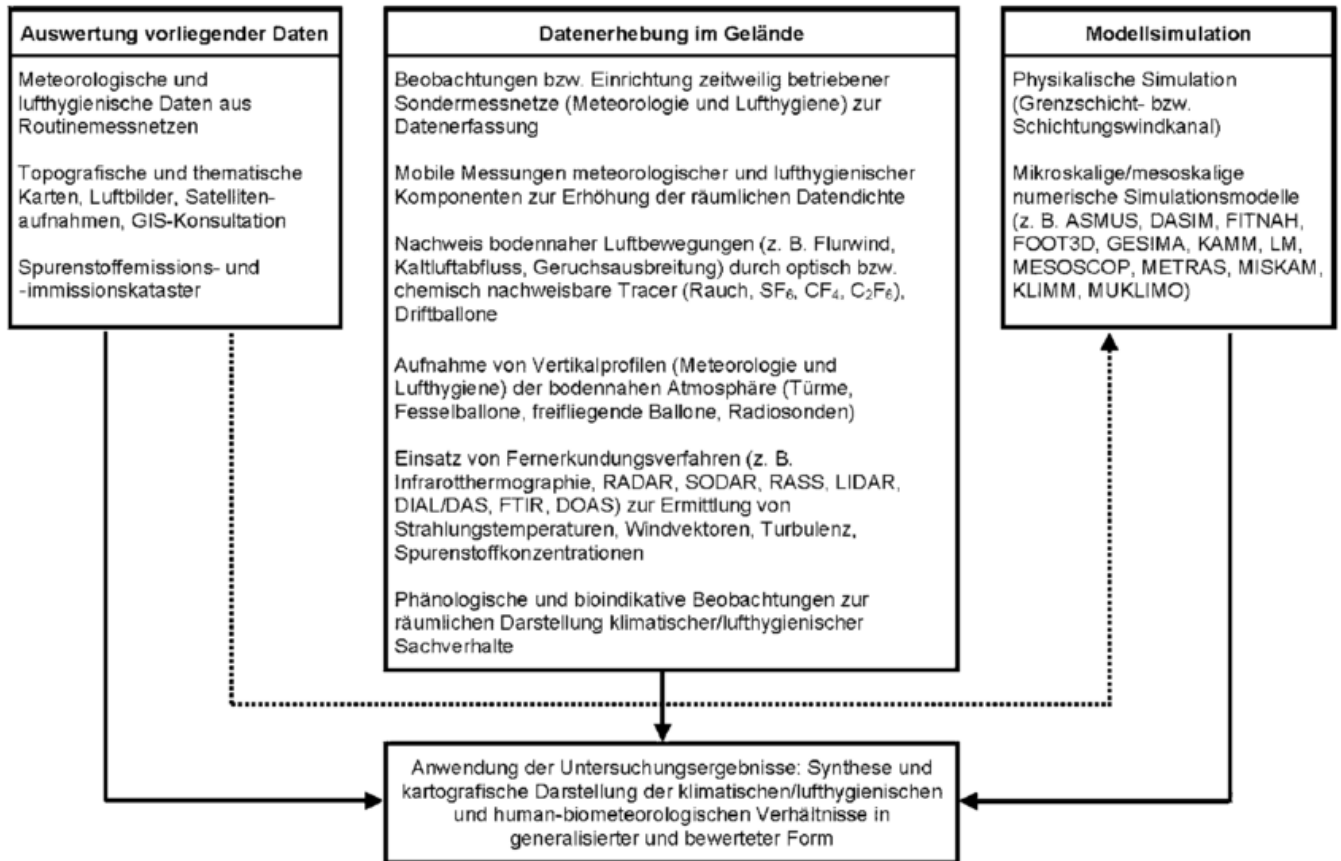 Auswertung vorliegender Daten
Meteorologische und
lufthygienische Daten aus
Routinemessnetzen
Topografische und thematische
Karten, Luftbilder, Satelliten-
aufnahmen, GIS-Konsultation
Spurenstoffemissions- und
-immissionskataster
Datenerhebung im Gelände
Beobachtungen bzw. Einrichtung zeitweilig betriebener
Sondermessnetze (Meteorologie und Lufthygiene) zur
Datenerfassung
Mobile Messungen meteorologischer und lufthygienischer
Komponenten zur Erhöhung der räumlichen Datendichte
Nachweis bodennaher Luftbewegungen (z. B. Flurwind,
Kaltluftabfluss, Geruchsausbreitung) durch optisch bzw.
chemisch nachweisbare Tracer (Rauch, SF₆, CF₄, C₂F₆),
Driftballone
Aufnahme von Vertikalprofilen (Meteorologie und
Lufthygiene) der bodennahen Atmosphäre (Türme,
Fesselballone, freifliegende Ballone, Radiosonden)
Einsatz von Fernerkundungsverfahren (z. B.
Infrarotthermographie, RADAR, SODAR, RASS, LIDAR,
DIAL/DAS, FTIR, DOAS) zur Ermittlung von
Strahlungstemperaturen, Windvektoren, Turbulenz,
Spurenstoffkonzentrationen
Phänologische und bioindikative Beobachtungen zur
räumlichen Darstellung klimatischer/lufthygienischer
Sachverhalte
Modellsimulation
Physikalische Simulation
(Grenzschicht- bzw.
Schichtungswindkanal)
Mikroskalige/mesoskalige
numerische Simulationsmodelle
(z. B. ASMUS, DASIM, FITNAH,
FOOT3D, GESIMA, KAMM, LM,
MESOSCOP, METRAS, MISKAM,
KLIMM, MUKLIMO)
Anwendung der Untersuchungsergebnisse: Synthese und
kartografische Darstellung der klimatischen/lufthygienischen
und human-biometeorologischen Verhältnisse in
generalisierter und bewerteter Form